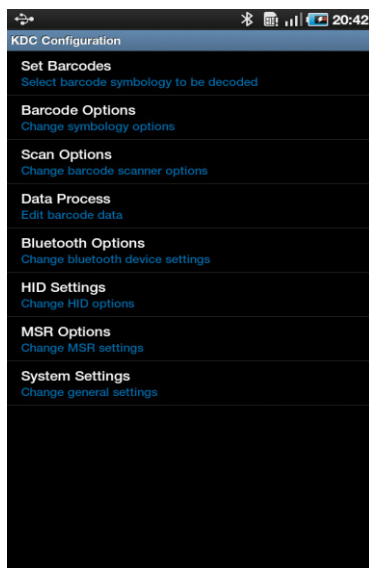 20:42
KDC Configuration
Set Barcodes
Select barcode symbology to be decoded
Barcode Options
Change symbology options
Scan Options
Change barcode scanner options
Data Process
Edit barcode data
Bluetooth Options
Change bluetooth device settings
HID Settings
Change HID options
MSR Options
Change MSR settings
System Settings
Change general settings